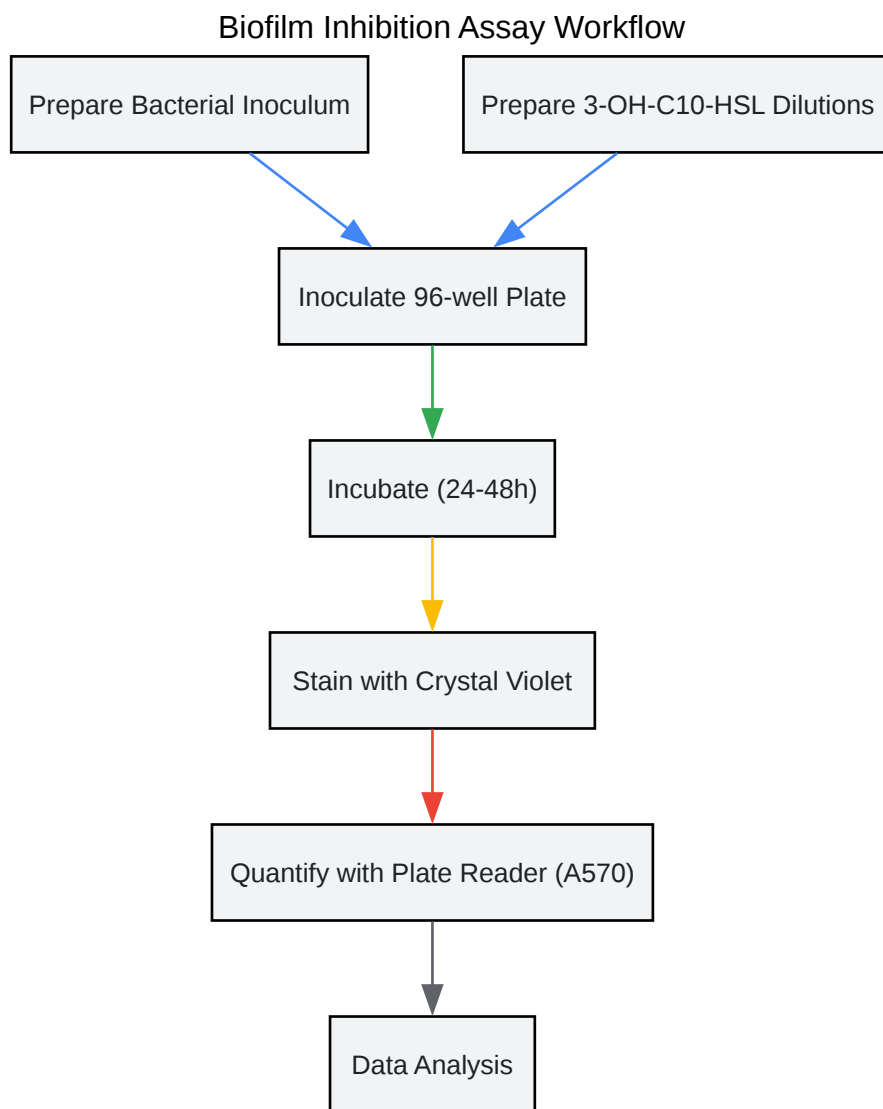 Biofilm Inhibition Assay Workflow
Prepare Bacterial Inoculum
Prepare 3-OH-C10-HSL Dilutions
Inoculate 96-well Plate
Incubate (24-48h)
Stain with Crystal Violet
Quantify with Plate Reader (A570)
Data Analysis